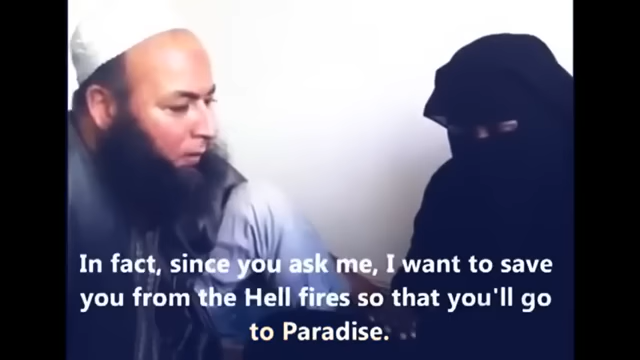 In fact, since you ask me, I want to save
you from the Hell fires so that you'll go
to Paradise.